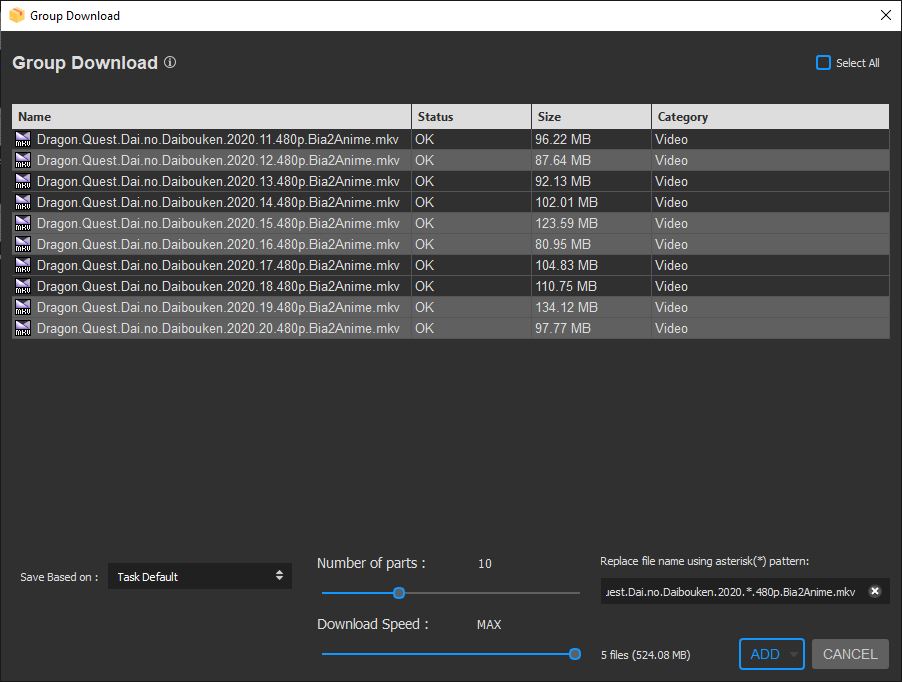 Group Download
Group Download
Select All
Name Status Size Category
Dragon.Quest.Dai.no.Daibouken.2020.11.480p.Bia2Anime.mkv OK 96.22 MB Video
Dragon.Quest.Dai.no.Daibouken.2020.12.480p.Bia2Anime.mkv OK 87.64 MB Video
Dragon.Quest.Dai.no.Daibouken.2020.13.480p.Bia2Anime.mkv OK 92.13 MB Video
Dragon.Quest.Dai.no.Daibouken.2020.14.480p.Bia2Anime.mkv OK 102.01 MB Video
Dragon.Quest.Dai.no.Daibouken.2020.15.480p.Bia2Anime.mkv OK 123.59 MB Video
Dragon.Quest.Dai.no.Daibouken.2020.16.480p.Bia2Anime.mkv OK 80.95 MB Video
Dragon.Quest.Dai.no.Daibouken.2020.17.480p.Bia2Anime.mkv OK 104.83 MB Video
Dragon.Quest.Dai.no.Daibouken.2020.18.480p.Bia2Anime.mkv OK 110.75 MB Video
Dragon.Quest.Dai.no.Daibouken.2020.19.480p.Bia2Anime.mkv OK 134.12 MB Video
Dragon.Quest.Dai.no.Daibouken.2020.20.480p.Bia2Anime.mkv OK 97.77 MB Video
Save Based on : Task Default
Number of parts : 10
Download Speed : MAX
Replace file name using asterisk(*) pattern:
uest.Dai.no.Daibouken.2020.*.480p.Bia2Anime.mkv
5 files (524.08 MB)
ADD CANCEL